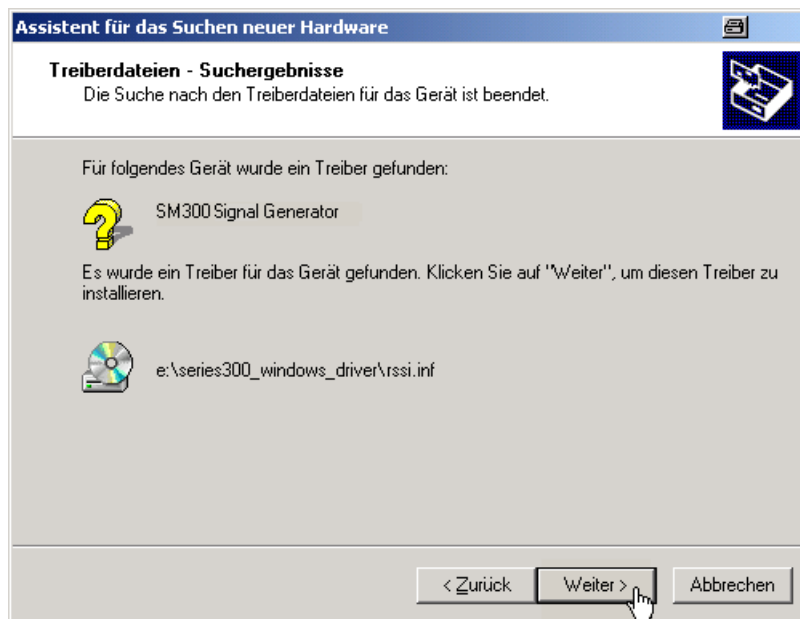 Assistent für das Suchen neuer Hardware
Treiberdateien - Suchergebnisse
Die Suche nach den Treiberdateien für das Gerät ist beendet.
Für folgendes Gerät wurde ein Treiber gefunden:
SM300 Signal Generator
Es wurde ein Treiber für das Gerät gefunden. Klicken Sie auf "Weiter", um diesen Treiber zu
installieren.
e:\series300_windows_driver\rssi.inf
< Zurück Weiter > Abbrechen